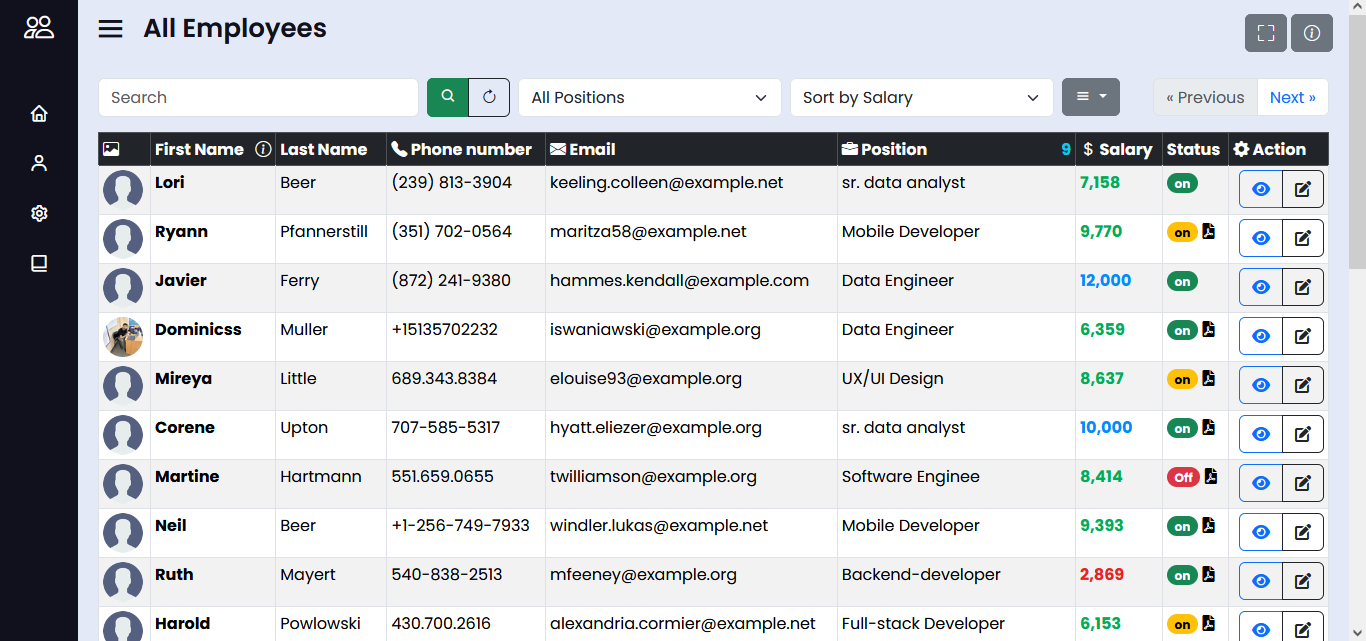 All Employees
Search All Positions Sort by Salary « Previous Next »
First Name Last Name Phone number Email Position 9 $ Salary Status Action
Lori Beer (239) 813-3904 keeling.colleen@example.net sr. data analyst 7,158 on
Ryann Pfannerstill (351) 702-0564 maritza58@example.net Mobile Developer 9,770 on
Javier Ferry (872) 241-9380 hammes.kendall@example.com Data Engineer 12,000 on
Dominicss Muller +15135702232 iswaniawski@example.org Data Engineer 6,359 on
Mireya Little 689.343.8384 elouise93@example.org UX/UI Design 8,637 on
Corene Upton 707-585-5317 hyatt.eliezer@example.org sr. data analyst 10,000 on
Martine Hartmann 551.659.0655 twilliamson@example.org Software Enginee 8,414 Off
Neil Beer +1-256-749-7933 windler.lukas@example.net Mobile Developer 9,393 on
Ruth Mayert 540-838-2513 mfeeney@example.org Backend-developer 2,869 on
Harold Powlowski 430.700.2616 alexandria.cormier@example.net Full-stack Developer 6,153 on